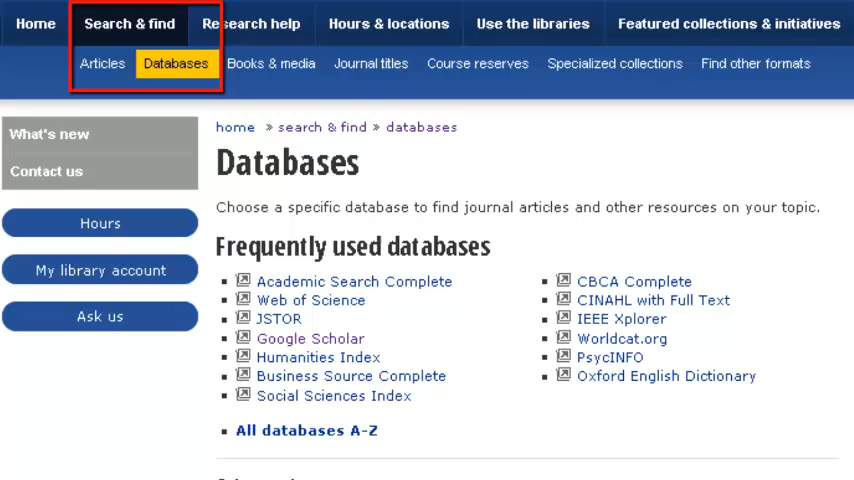 Home Search & find Research help Hours & locations Use the libraries Featured collections & initiatives
Articles Databases Books & media Journal titles Course reserves Specialized collections Find other formats
What's new
Contact us
Hours
My library account
Ask us
home » search & find » databases
Databases
Choose a specific database to find journal articles and other resources on your topic.
Frequently used databases
Academic Search Complete
Web of Science
JSTOR
Google Scholar
Humanities Index
Business Source Complete
Social Sciences Index
CBCA Complete
CINAHL with Full Text
IEEE Xplorer
Worldcat.org
PsycINFO
Oxford English Dictionary
All databases A-Z